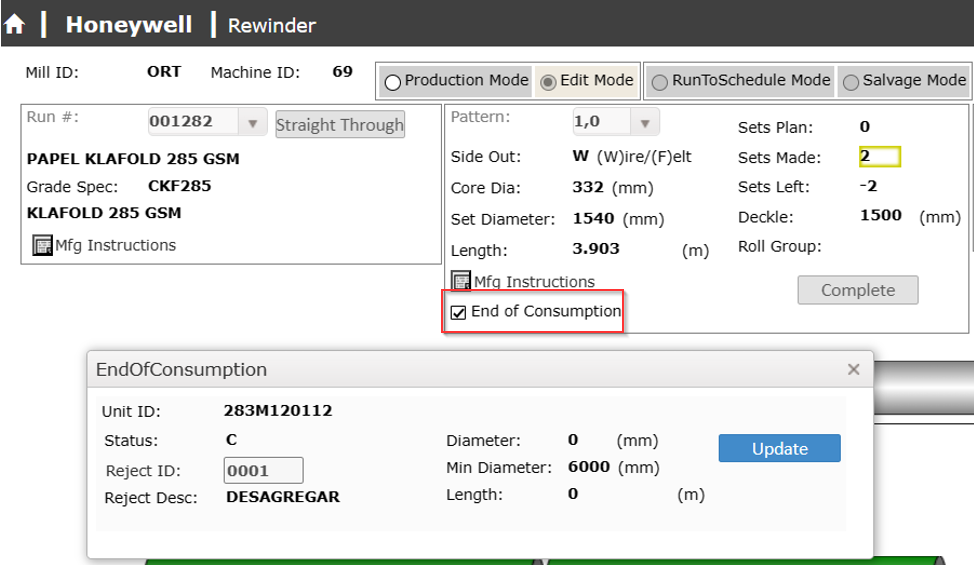 Honeywell Rewinder
Mill ID: ORT Machine ID: 69 Production Mode Edit Mode RunToSchedule Mode Salvage Mode
Run #: 001282 Straight Through
PAPEL KLAFOLD 285 GSM
Grade Spec: CKF285
KLAFOLD 285 GSM
Mfg Instructions
Pattern: 1,0
Side Out: W (W)ire/(F)elt
Core Dia: 332 (mm)
Set Diameter: 1540 (mm)
Length: 3.903 (m)
Mfg Instructions
End of Consumption
Sets Plan: 0
Sets Made: 2
Sets Left: -2
Deckle: 1500 (mm)
Roll Group:
Complete
EndOfConsumption
Unit ID: 283M120112
Status: C
Reject ID: 0001
Reject Desc: DESAGREGAR
Diameter: 0 (mm)
Min Diameter: 6000 (mm)
Length: 0 (m)
Update